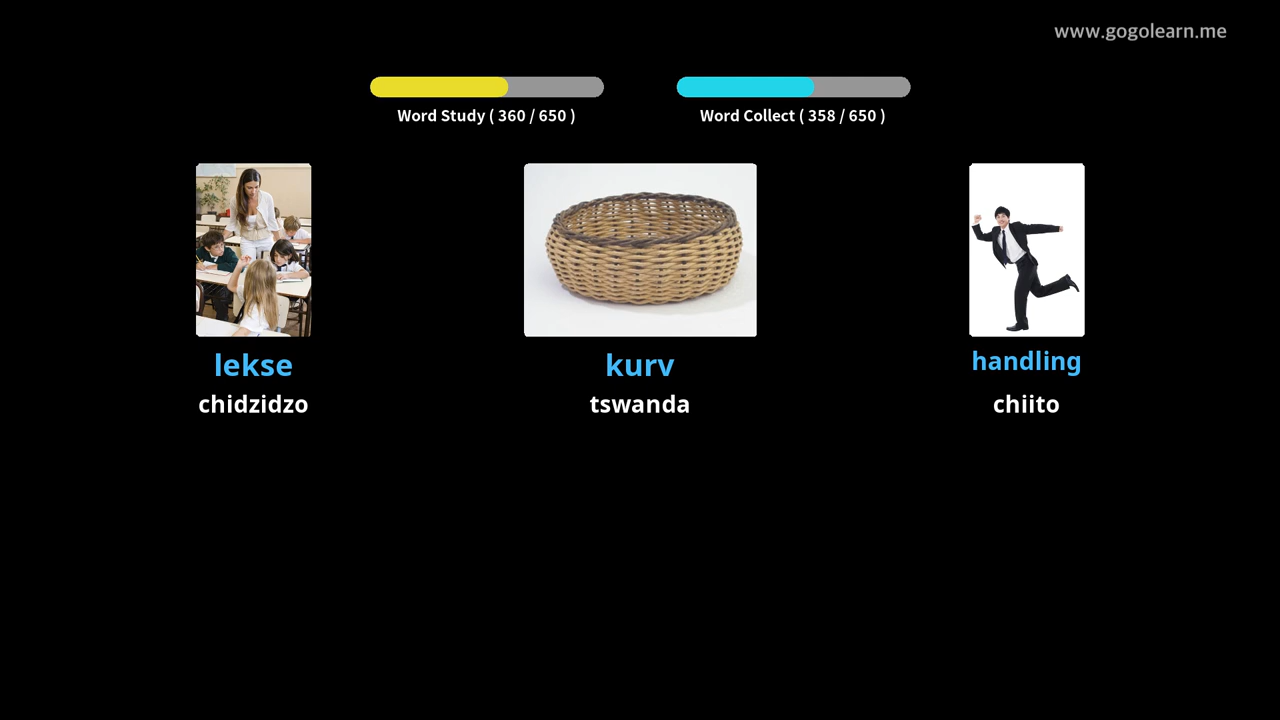 www.gogolearn.me
Word Study ( 360 / 650 )
Word Collect ( 358 / 650 )
lekse
kurv
handling
chidzidzo
tswanda
chiito